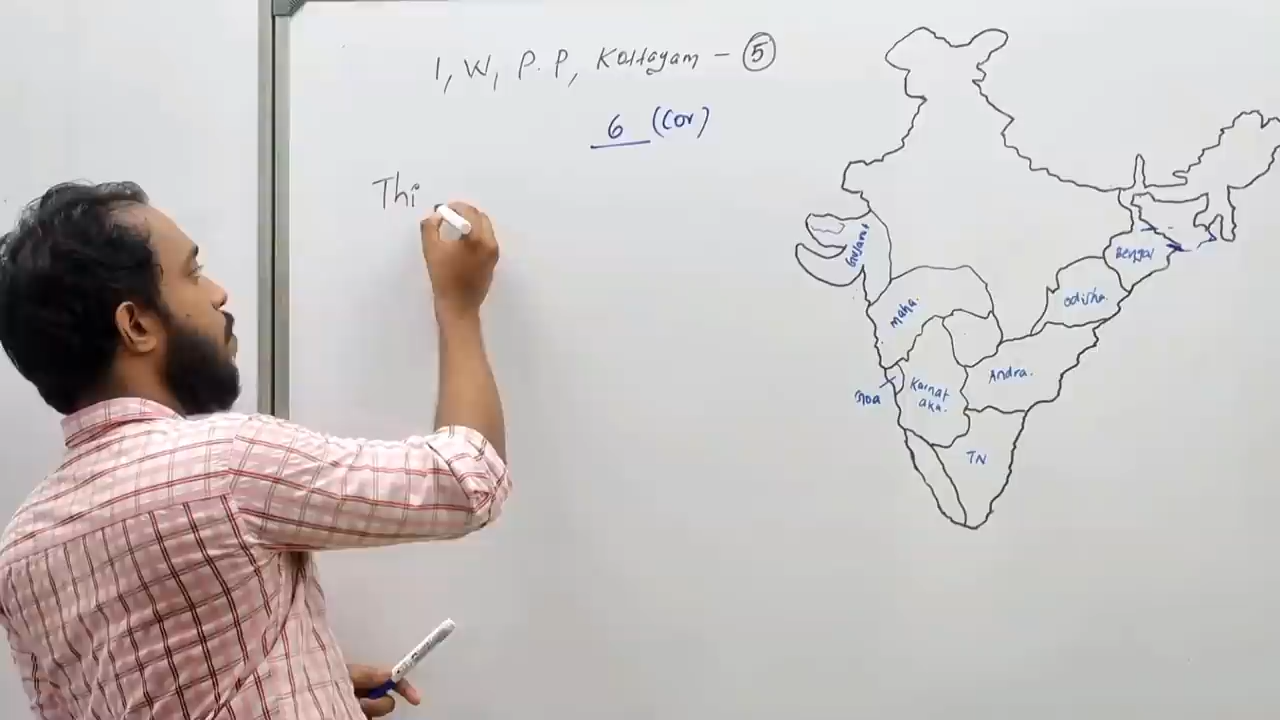 1, W, P.P, Kottayam - 5
6 (Cor)
Thi
Gujarat
Bengal
Odisha.
Maha.
Andra.
Goa
Karnat
aka.
TN